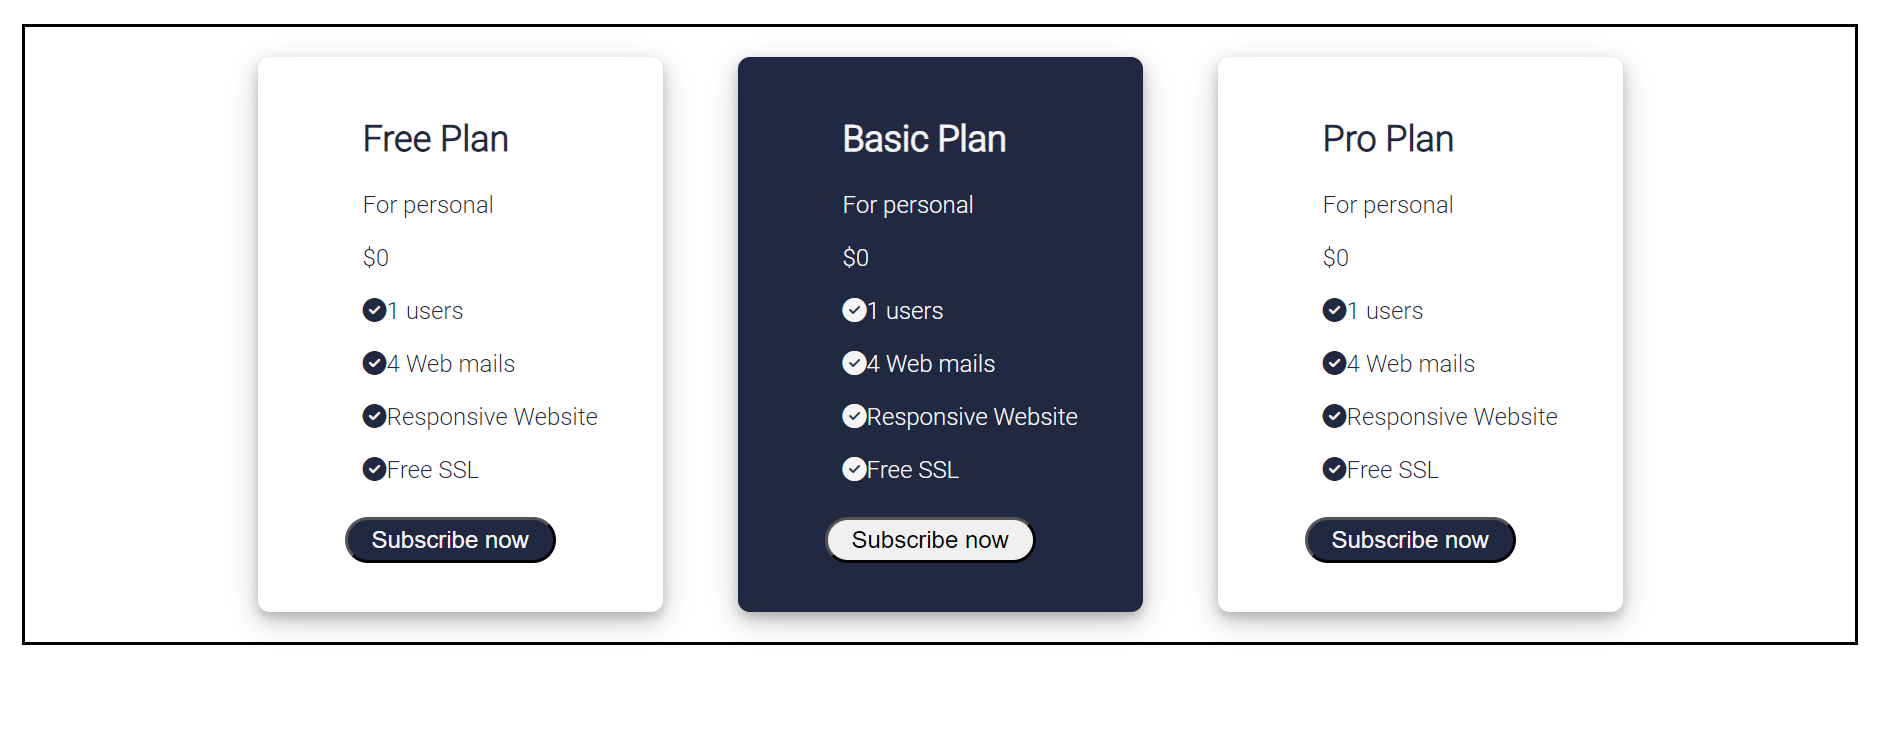 Free Plan
For personal
$0
1 users
4 Web mails
Responsive Website
Free SSL
Subscribe now
Basic Plan
For personal
$0
1 users
4 Web mails
Responsive Website
Free SSL
Subscribe now
Pro Plan
For personal
$0
1 users
4 Web mails
Responsive Website
Free SSL
Subscribe now